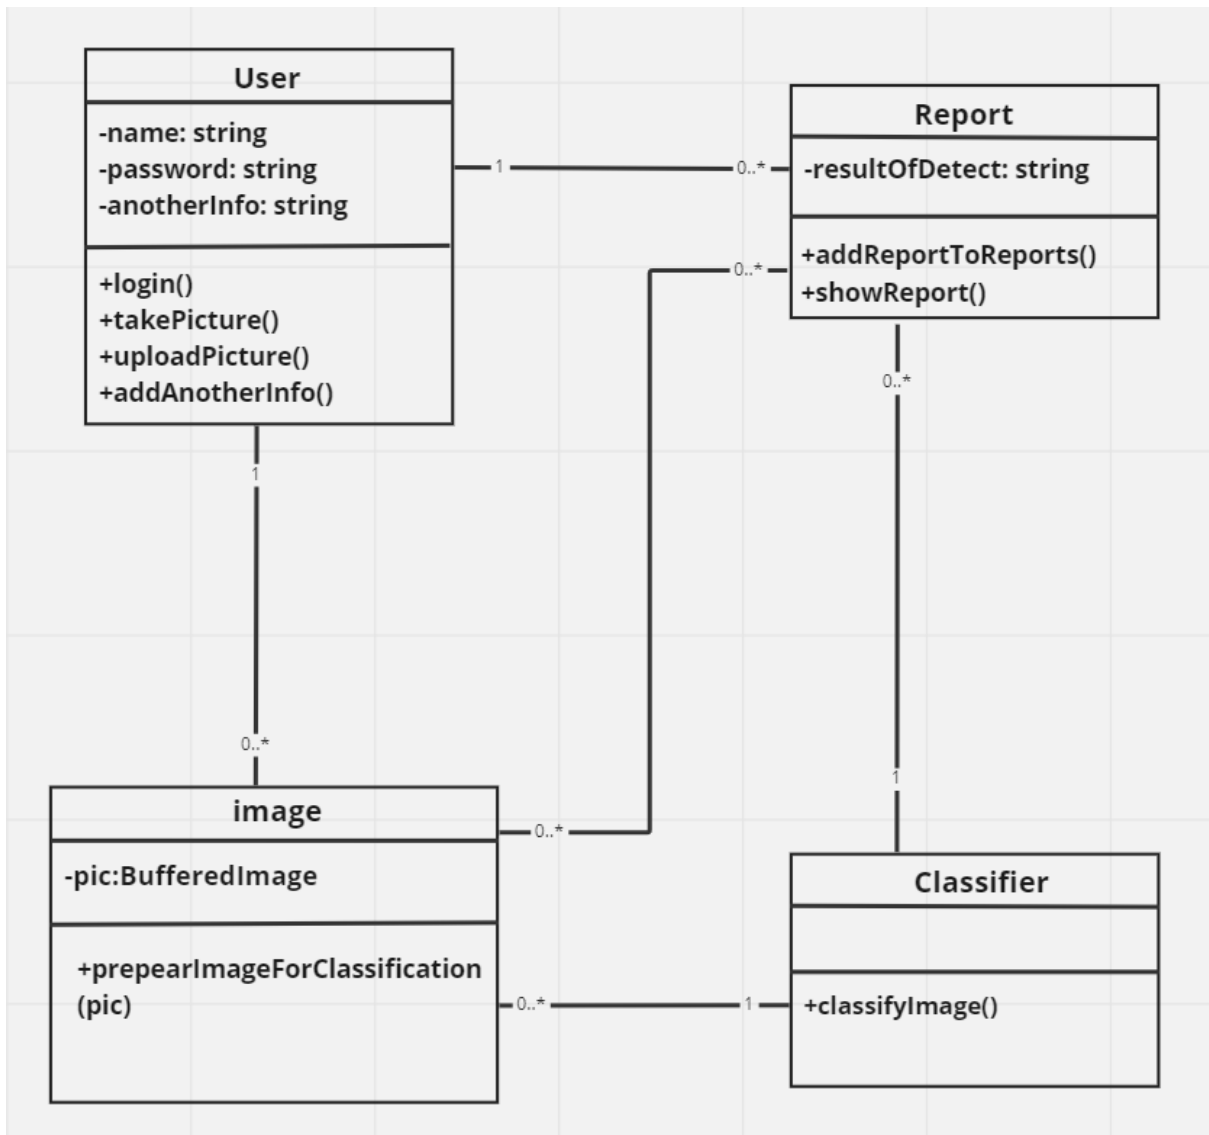 User
-name: string
-password: string
-anotherInfo: string
+login()
+takePicture()
+uploadPicture()
+addAnotherInfo()
1
0..*
Report
-resultOfDetect: string
+addReportToReports()
+showReport()
0..*
0..*
1
0..*
1
image
-pic:BufferedImage
+prepearImageForClassification
(pic)
0..*
0..*
1
Classifier
+classifyImage()